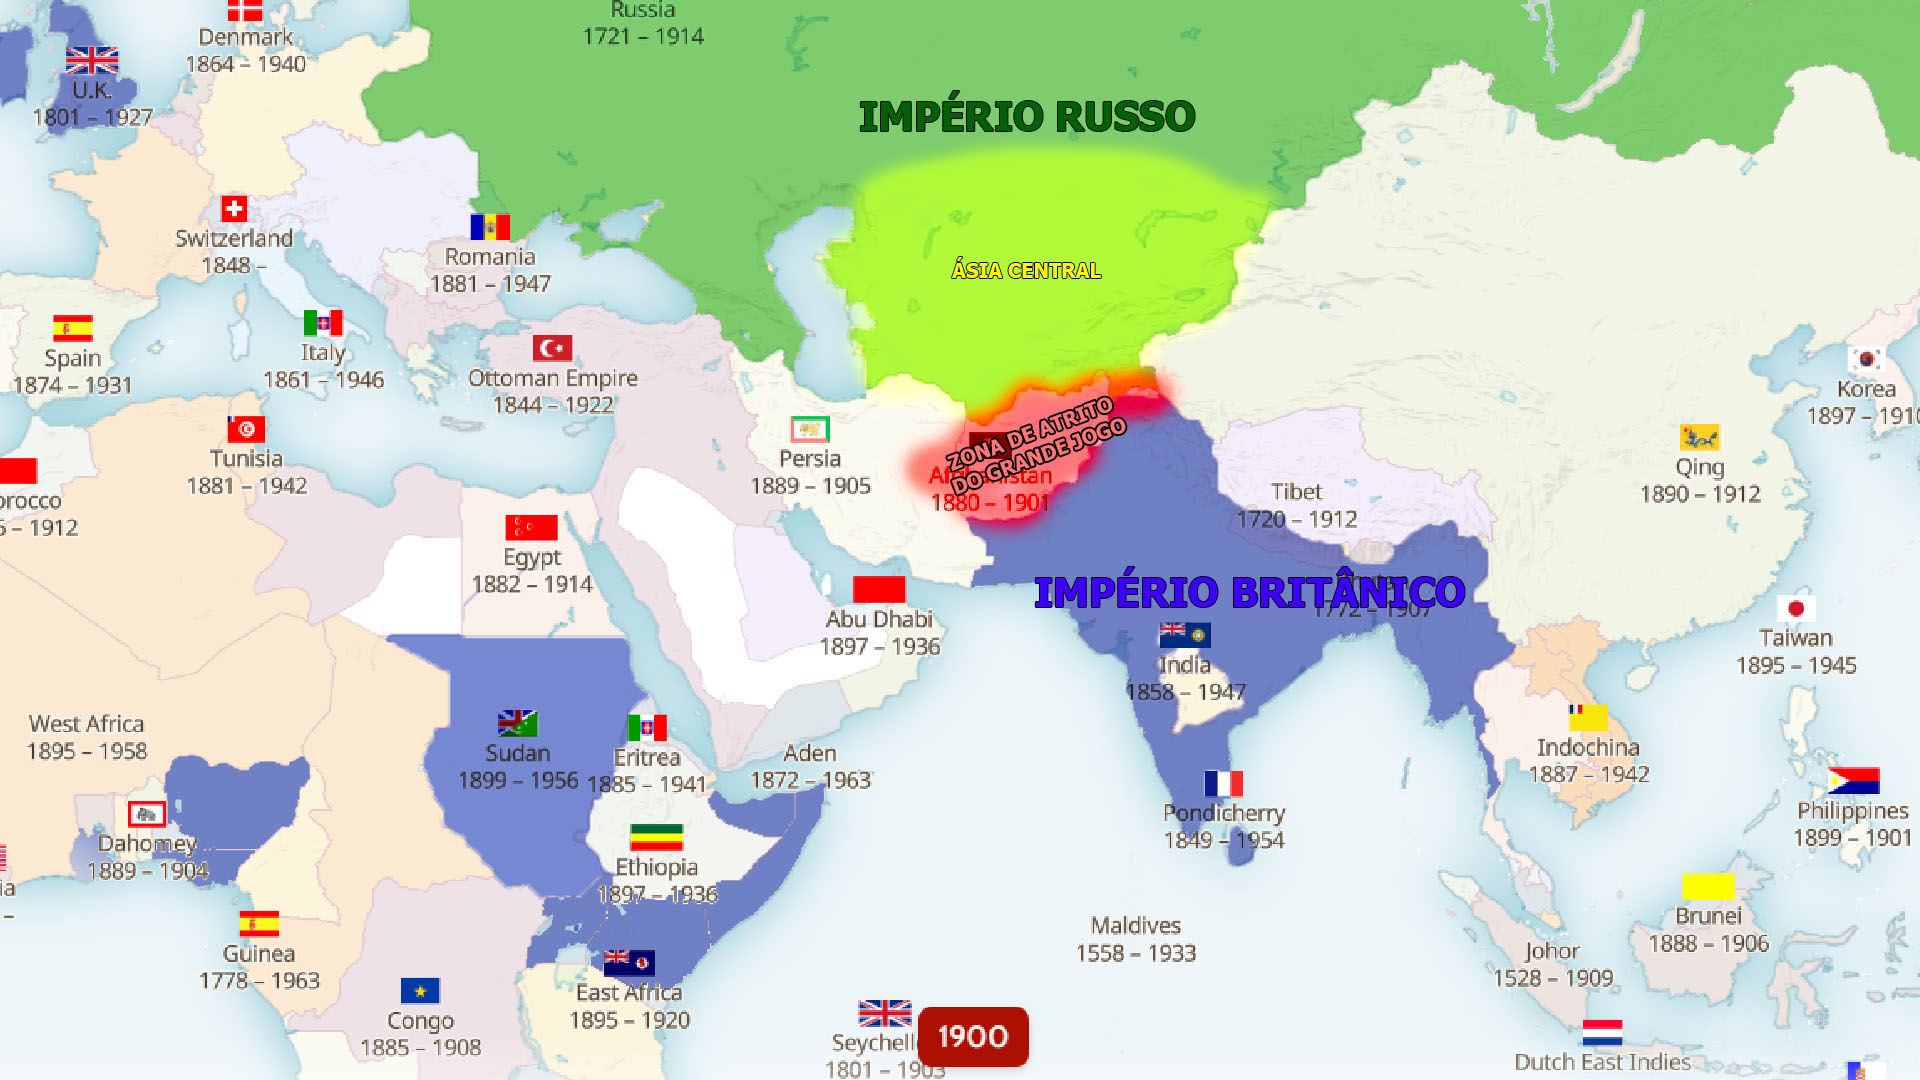 Russia
1721 – 1914
Denmark
1864 – 1940
U.K.
1801 – 1927
IMPÉRIO RUSSO
Switzerland
1848 –
Romania
1881 – 1947
ÁSIA CENTRAL
Spain
1874 – 1931
Italy
1861 – 1946
Ottoman Empire
1844 – 1922
Korea
1897 – 1910
Tunisia
1881 – 1942
Persia
1889 – 1905
ZONA DE ATRITO
DO GRANDE JOGO
Afghanistan
1880 – 1901
Qing
1890 – 1912
Tibet
1720 – 1912
orocco
– 1912
Egypt
1882 – 1914
IMPÉRIO BRITÂNICO
1772 – 1907
Abu Dhabi
1897 – 1936
India
1858 – 1947
Taiwan
1895 – 1945
West Africa
1895 – 1958
Sudan
1899 – 1956
Eritrea
1885 – 1941
Aden
1872 – 1963
Indochina
1887 – 1942
Pondicherry
1849 – 1954
Philippines
1899 – 1901
Dahomey
1889 – 1904
Ethiopia
1897 – 1936
ia
–
Guinea
1778 – 1963
Maldives
1558 – 1933
Brunei
1888 – 1906
Johor
1528 – 1909
East Africa
1895 – 1920
Congo
1885 – 1908
Seychell
1801 – 1903
1900
Dutch East Indies